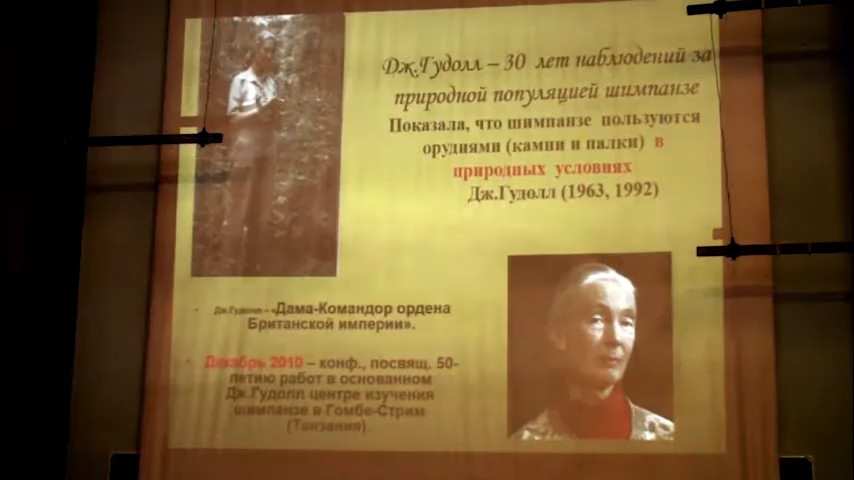 Дж.Гудолл – 30 лет наблюдений за
природной популяцией шимпанзе
Показала, что шимпанзе пользуются
орудиями (камни и палки) в
природных условиях
Дж.Гудолл (1963, 1992)
Дж.Гудолл – «Дама-Командор ордена
Британской империи».
Декабрь 2010 – конф., посвящ. 50-
летию работ в основанном
Дж.Гудолл центре изучения
шимпанзе в Гомбе-Стрим
(Танзания)